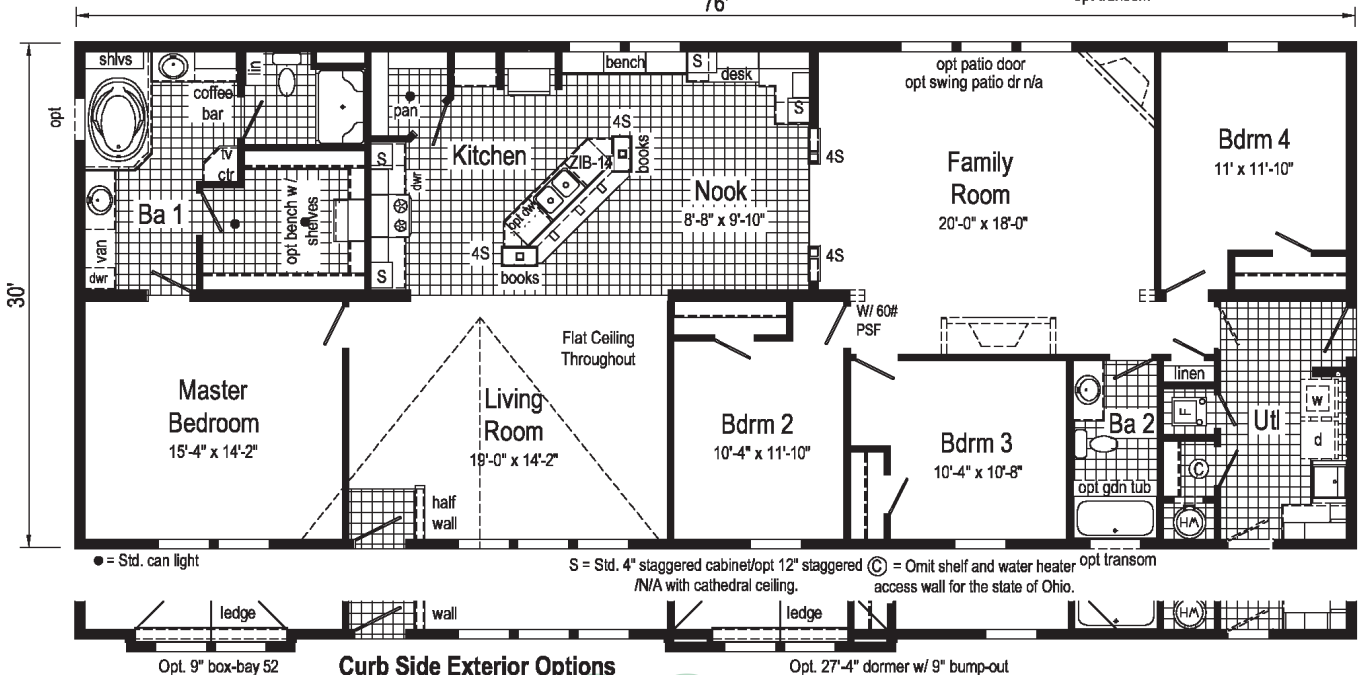 76'
opt transom
30'
opt
shlvs
lin
coffee
bar
tv
ctr
Ba 1
van
dwr
opt bench w/
shelves
pan
S
dwr
S
Kitchen
bench
S
desk
S
4S
books
ZIB-14
opt dw
4S
books
Nook
8'-8" x 9'-10"
4S
4S
opt patio door
opt swing patio dr n/a
Family
Room
20'-0" x 18'-0"
Bdrm 4
11' x 11'-10"
W/ 60#
PSF
Flat Ceiling
Throughout
Master
Bedroom
15'-4" x 14'-2"
Living
Room
19'-0" x 14'-2"
half
wall
Bdrm 2
10'-4" x 11'-10"
Bdrm 3
10'-4" x 10'-8"
Ba 2
opt gdn tub
linen
F
C
HW
Utl
w
d
● = Std. can light
S = Std. 4" staggered cabinet/opt 12" staggered
/N/A with cathedral ceiling.
Ⓒ = Omit shelf and water heater
access wall for the state of Ohio.
opt transom
ledge
wall
ledge
HW
Opt. 9" box-bay 52
Curb Side Exterior Options
Opt. 27'-4" dormer w/ 9" bump-out